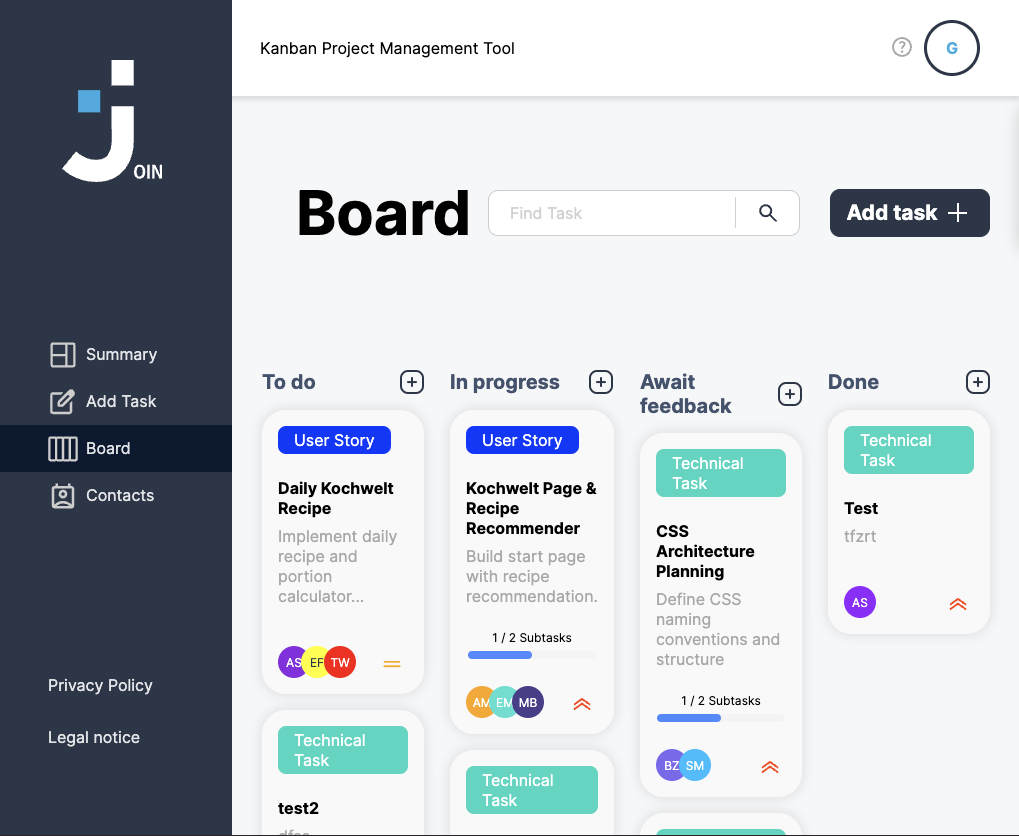 OIN
Kanban Project Management Tool
?
G
Summary
Add Task
Board
Contacts
Privacy Policy
Legal notice
Board
Find Task
Add task
To do
User Story
Daily Kochwelt
Recipe
Implement daily
recipe and
portion
calculator...
AS
EF
TW
Technical
Task
test2
In progress
User Story
Kochwelt Page &
Recipe
Recommender
Build start page
with recipe
recommendation.
1 / 2 Subtasks
AM
EM
MB
Technical
Task
Await
feedback
Technical
Task
CSS
Architecture
Planning
Define CSS
naming
conventions and
structure
1 / 2 Subtasks
BZ
SM
Done
Technical
Task
Test
tfzrt
AS